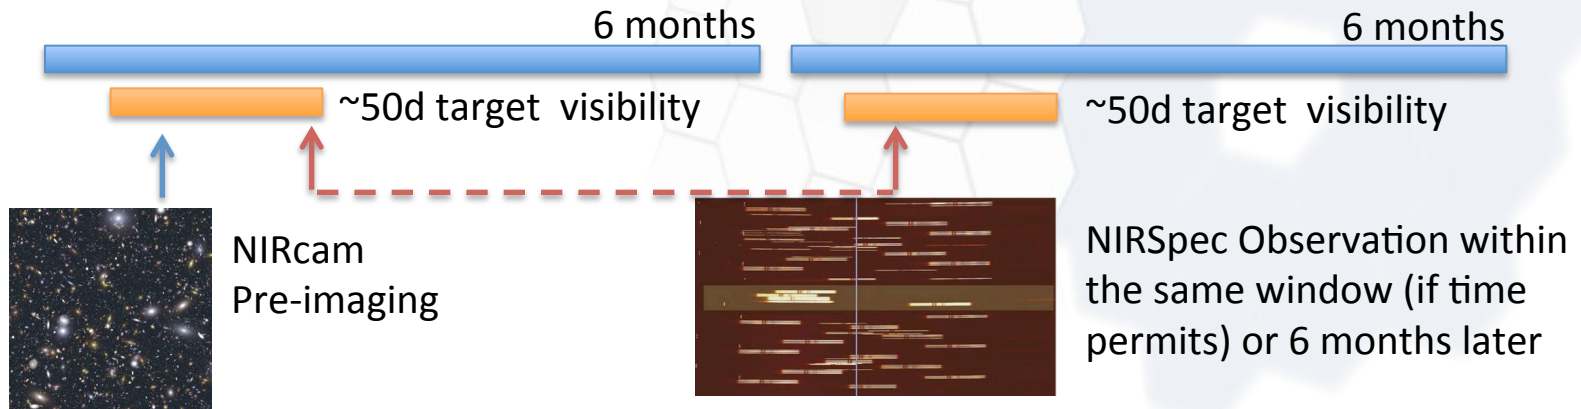 6 months
6 months
~50d target visibility
~50d target visibility
NIRcam
Pre-imaging
NIRSpec Observation within
the same window (if time
permits) or 6 months later